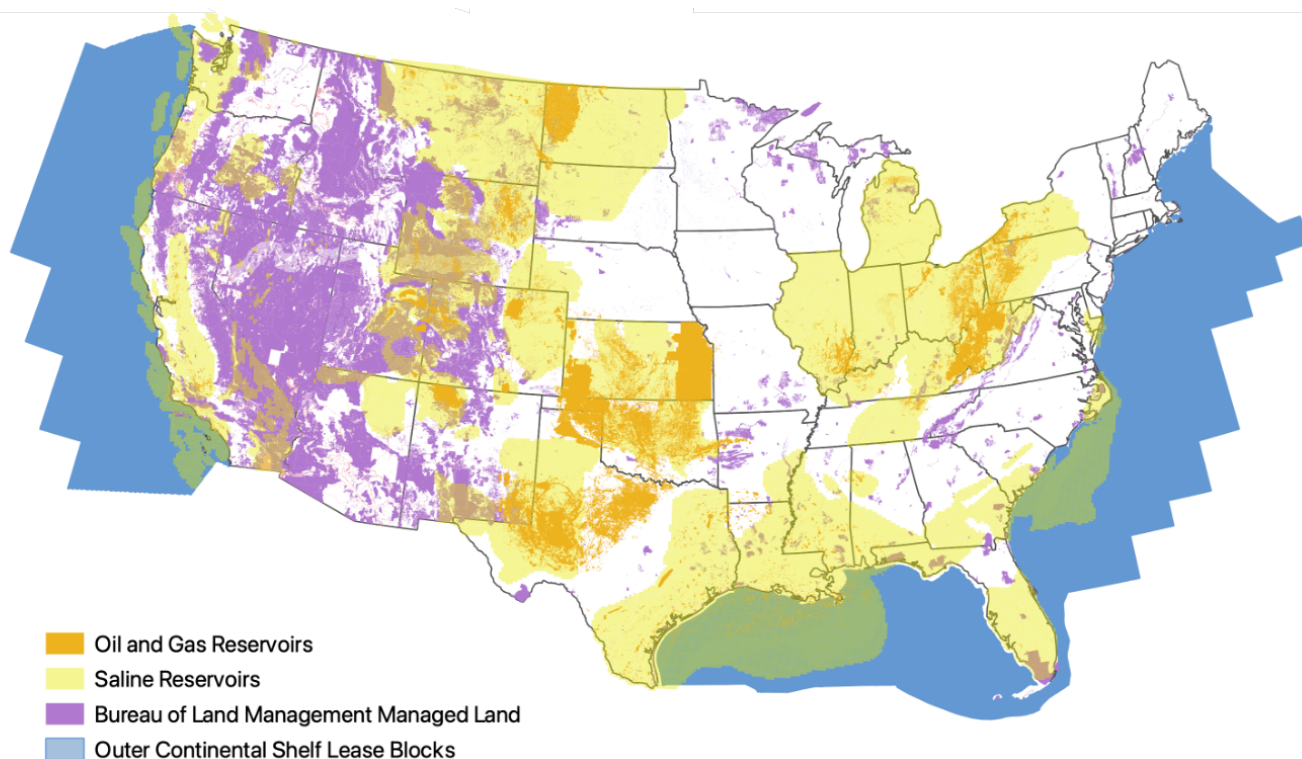 Oil and Gas Reservoirs
Saline Reservoirs
Bureau of Land Management Managed Land
Outer Continental Shelf Lease Blocks